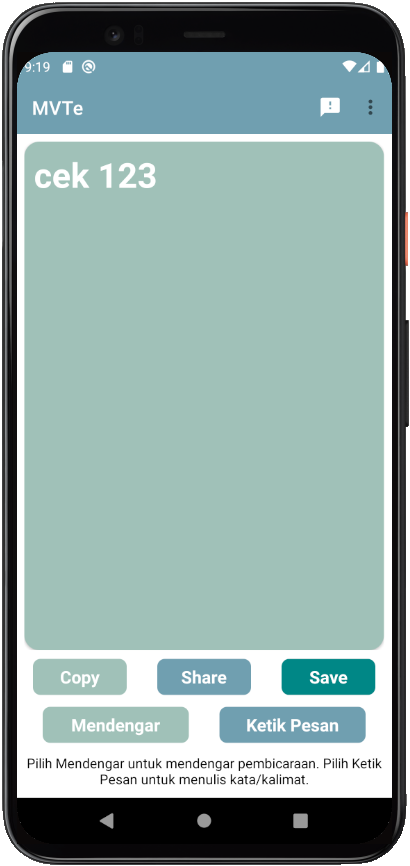 9:19
MVTe
cek 123
Copy Share Save
Mendengar Ketik Pesan
Pilih Mendengar untuk mendengar pembicaraan. Pilih Ketik
Pesan untuk menulis kata/kalimat.